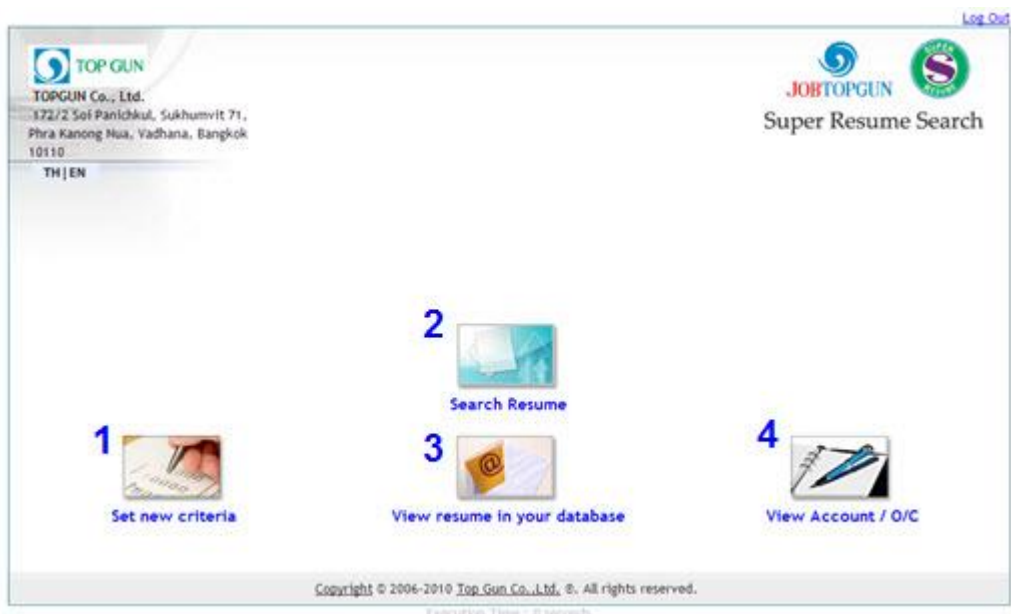 Log Out
TOP GUN
TOPGUN Co., Ltd.
172/2 Soi Panichkul, Sukhumvit 71,
Phra Kanong Nua, Vadhana, Bangkok
10110
TH|EN
JOBTOPGUN
SUPER
S
RESUME
Super Resume Search
2
Search Resume
1
Set new criteria
3
@
View resume in your database
4
View Account / O/C
Copyright © 2006-2010 Top Gun Co.,Ltd. ®. All rights reserved.